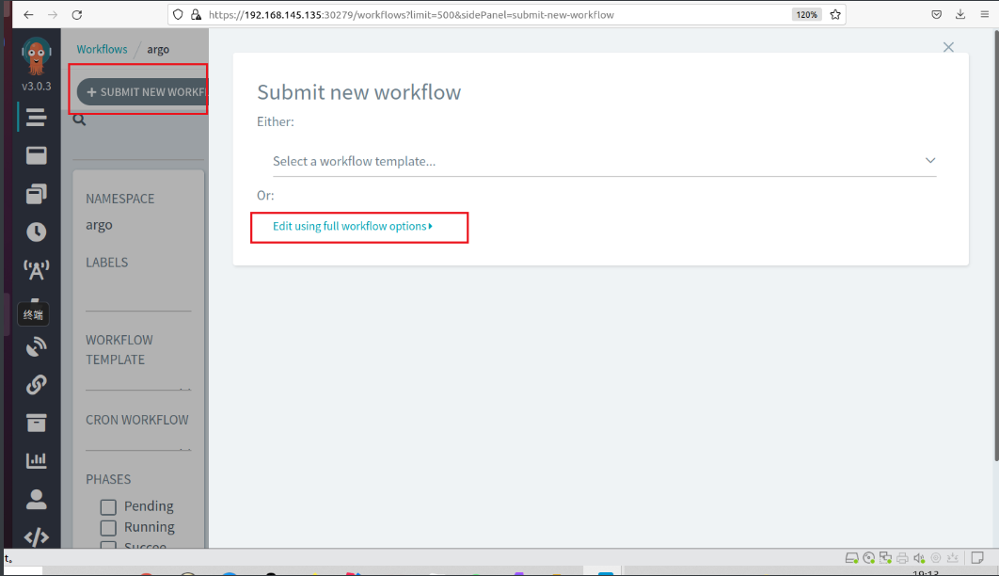 https://192.168.145.135:30279/workflows?limit=500&sidePanel=submit-new-workflow
120%
v3.0.3
终端
Workflows / argo
+ SUBMIT NEW WORKF
NAMESPACE
argo
LABELS
WORKFLOW
TEMPLATE
CRON WORKFLOW
PHASES
Pending
Running
Submit new workflow
Either:
Select a workflow template...
Or:
Edit using full workflow options
t。